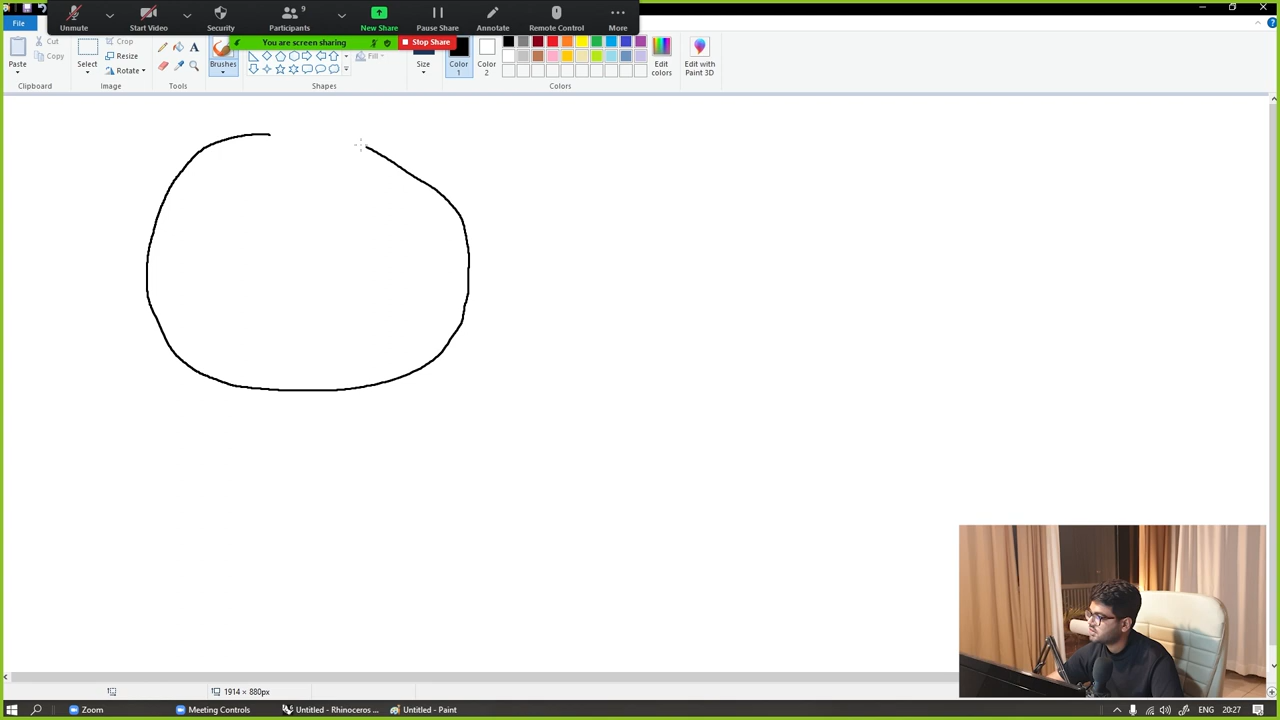 9
Unmute
Start Video
Security
Participants
New Share
Pause Share
Annotate
Remote Control
More
File
You are screen sharing
Stop Share
Paste
Cut
Copy
Select
Crop
Resize
Rotate
Brushes
Fill
Size
Color 1
Color 2
Edit colors
Edit with Paint 3D
Clipboard
Image
Tools
Shapes
Colors
1914 × 880px
Zoom
Meeting Controls
Untitled - Rhinoceros ...
Untitled - Paint
ENG
20:27